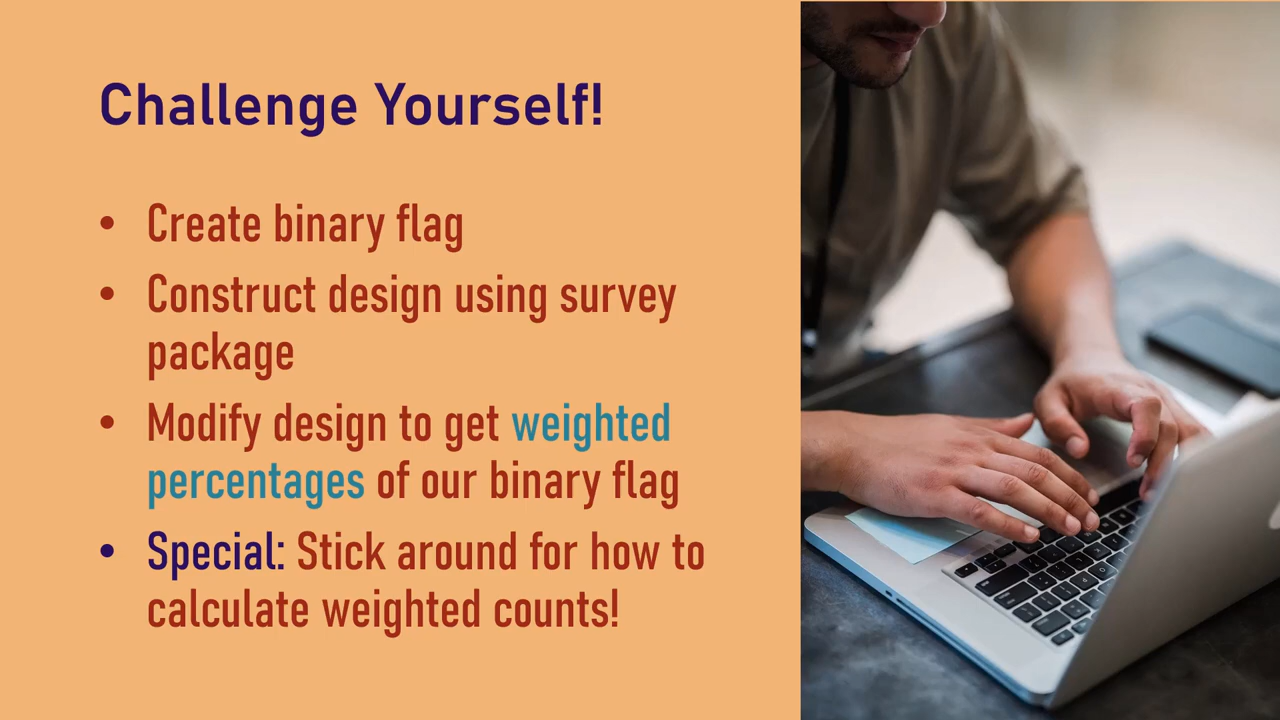 Challenge Yourself!
• Create binary flag
• Construct design using survey
package
• Modify design to get weighted
percentages of our binary flag
• Special: Stick around for how to
calculate weighted counts!